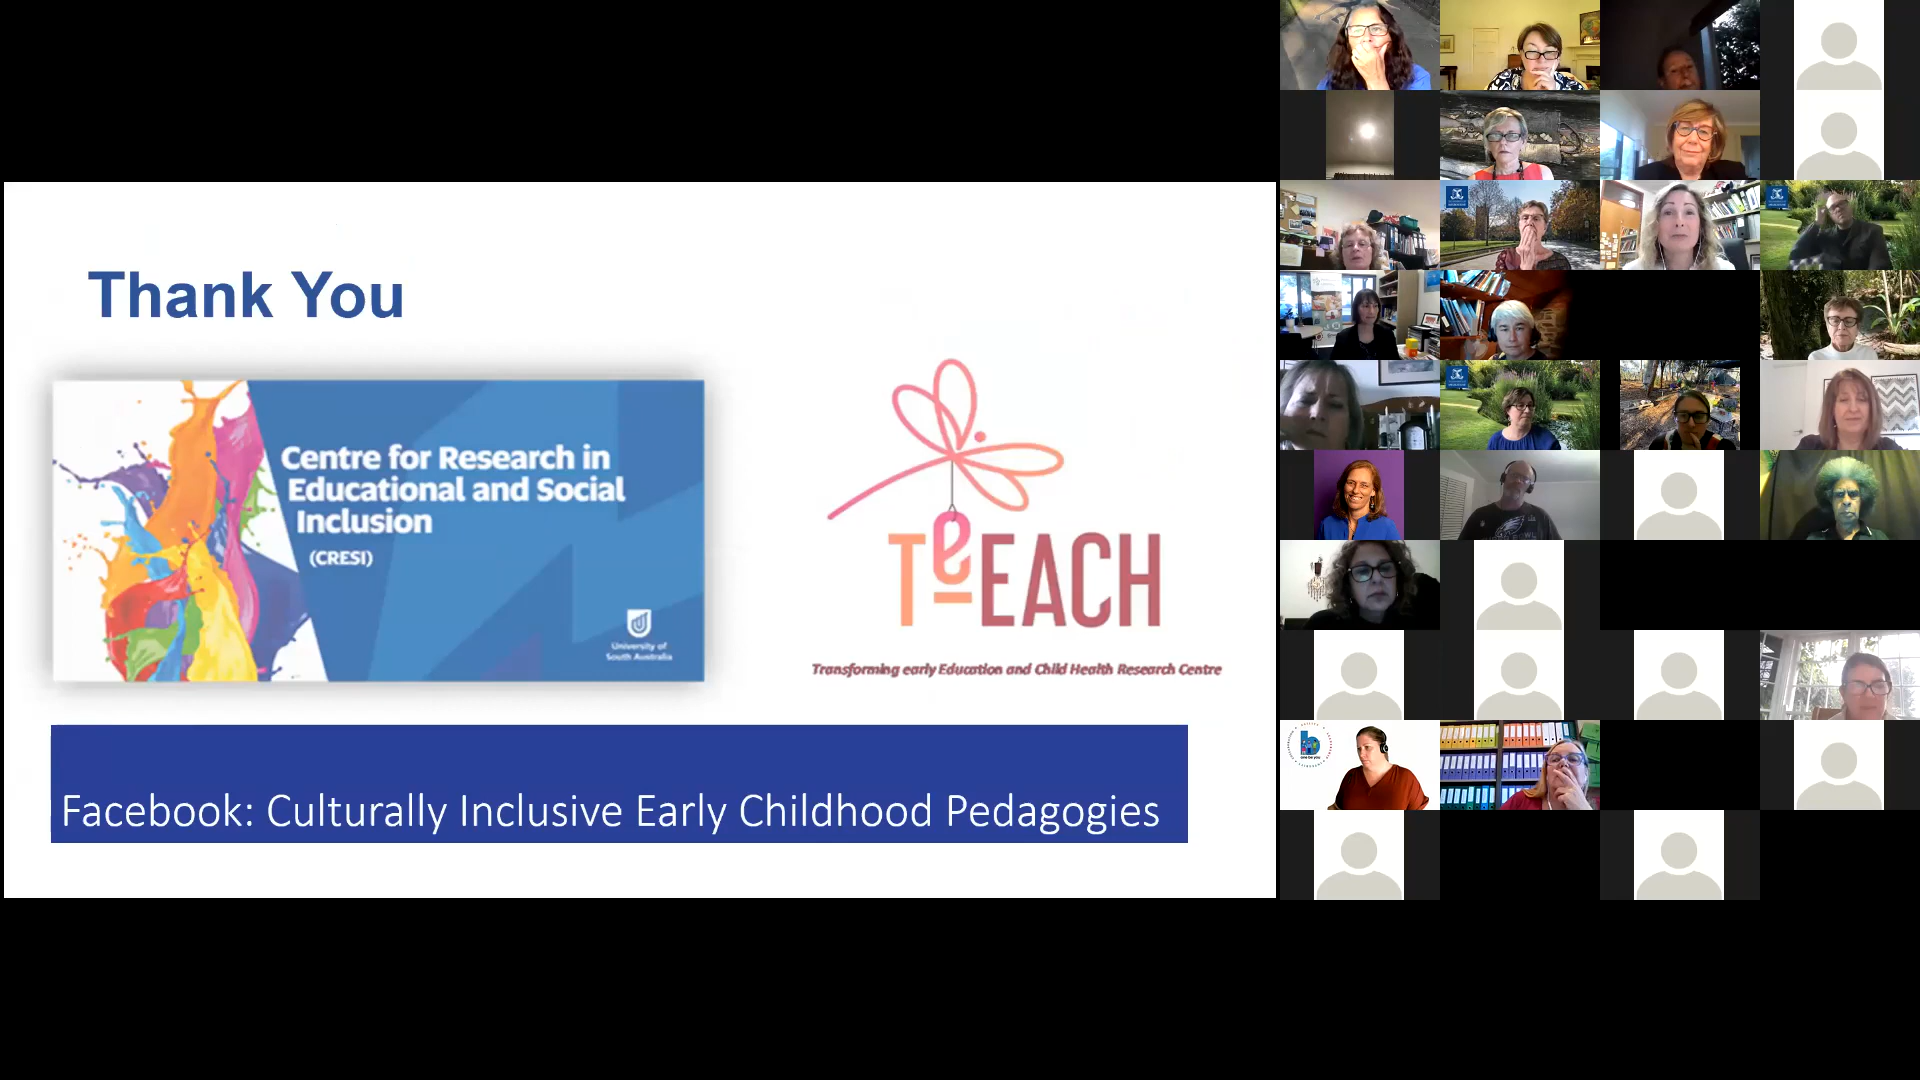 Thank You
Centre for Research in
Educational and Social
Inclusion
(CRESI)
University of
South Australia
TeEACH
Transforming early Education and Child Health Research Centre
Facebook: Culturally Inclusive Early Childhood Pedagogies